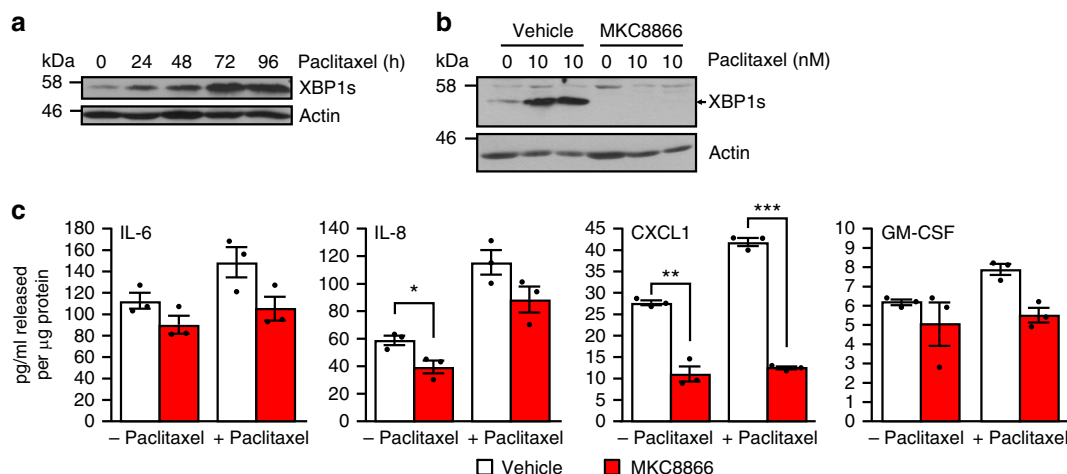 a
kDa 0 24 48 72 96 Paclitaxel (h)
58 XBP1s
46 Actin
b
Vehicle MKC8866
kDa 0 10 10 0 10 10 Paclitaxel (nM)
58
XBP1s
46
Actin
c
pg/ml released
per μg protein
IL-6
180
160
140
120
100
80
60
40
20
0
– Paclitaxel + Paclitaxel
IL-8
140
120
100
80
60
40
20
0
*
– Paclitaxel + Paclitaxel
CXCL1
45
40
35
30
25
20
15
10
5
0
**
***
– Paclitaxel + Paclitaxel
GM-CSF
10
9
8
7
6
5
4
3
2
1
0
– Paclitaxel + Paclitaxel
Vehicle MKC8866